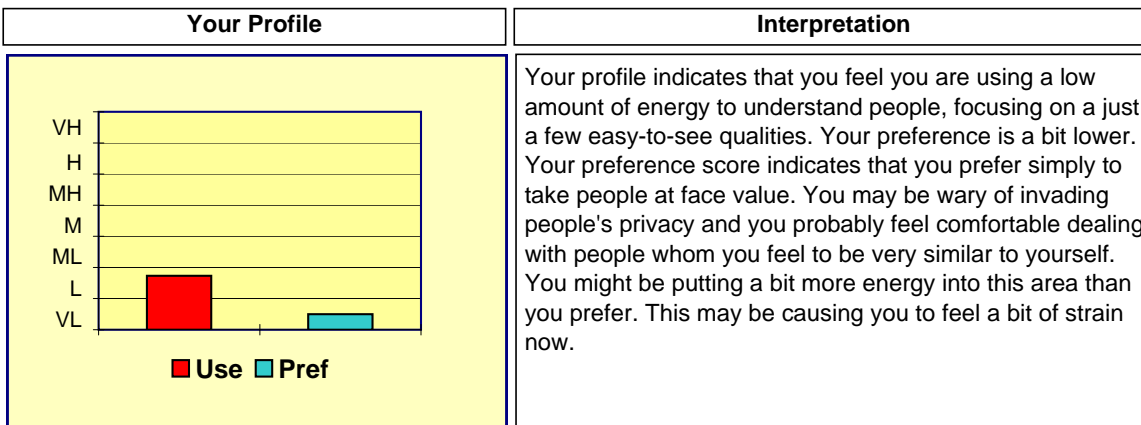 Your Profile
Interpretation
VH
H
MH
M
ML
L
VL
Use Pref
Your profile indicates that you feel you are using a low
amount of energy to understand people, focusing on a just
a few easy-to-see qualities. Your preference is a bit lower.
Your preference score indicates that you prefer simply to
take people at face value. You may be wary of invading
people's privacy and you probably feel comfortable dealing
with people whom you feel to be very similar to yourself.
You might be putting a bit more energy into this area than
you prefer. This may be causing you to feel a bit of strain
now.